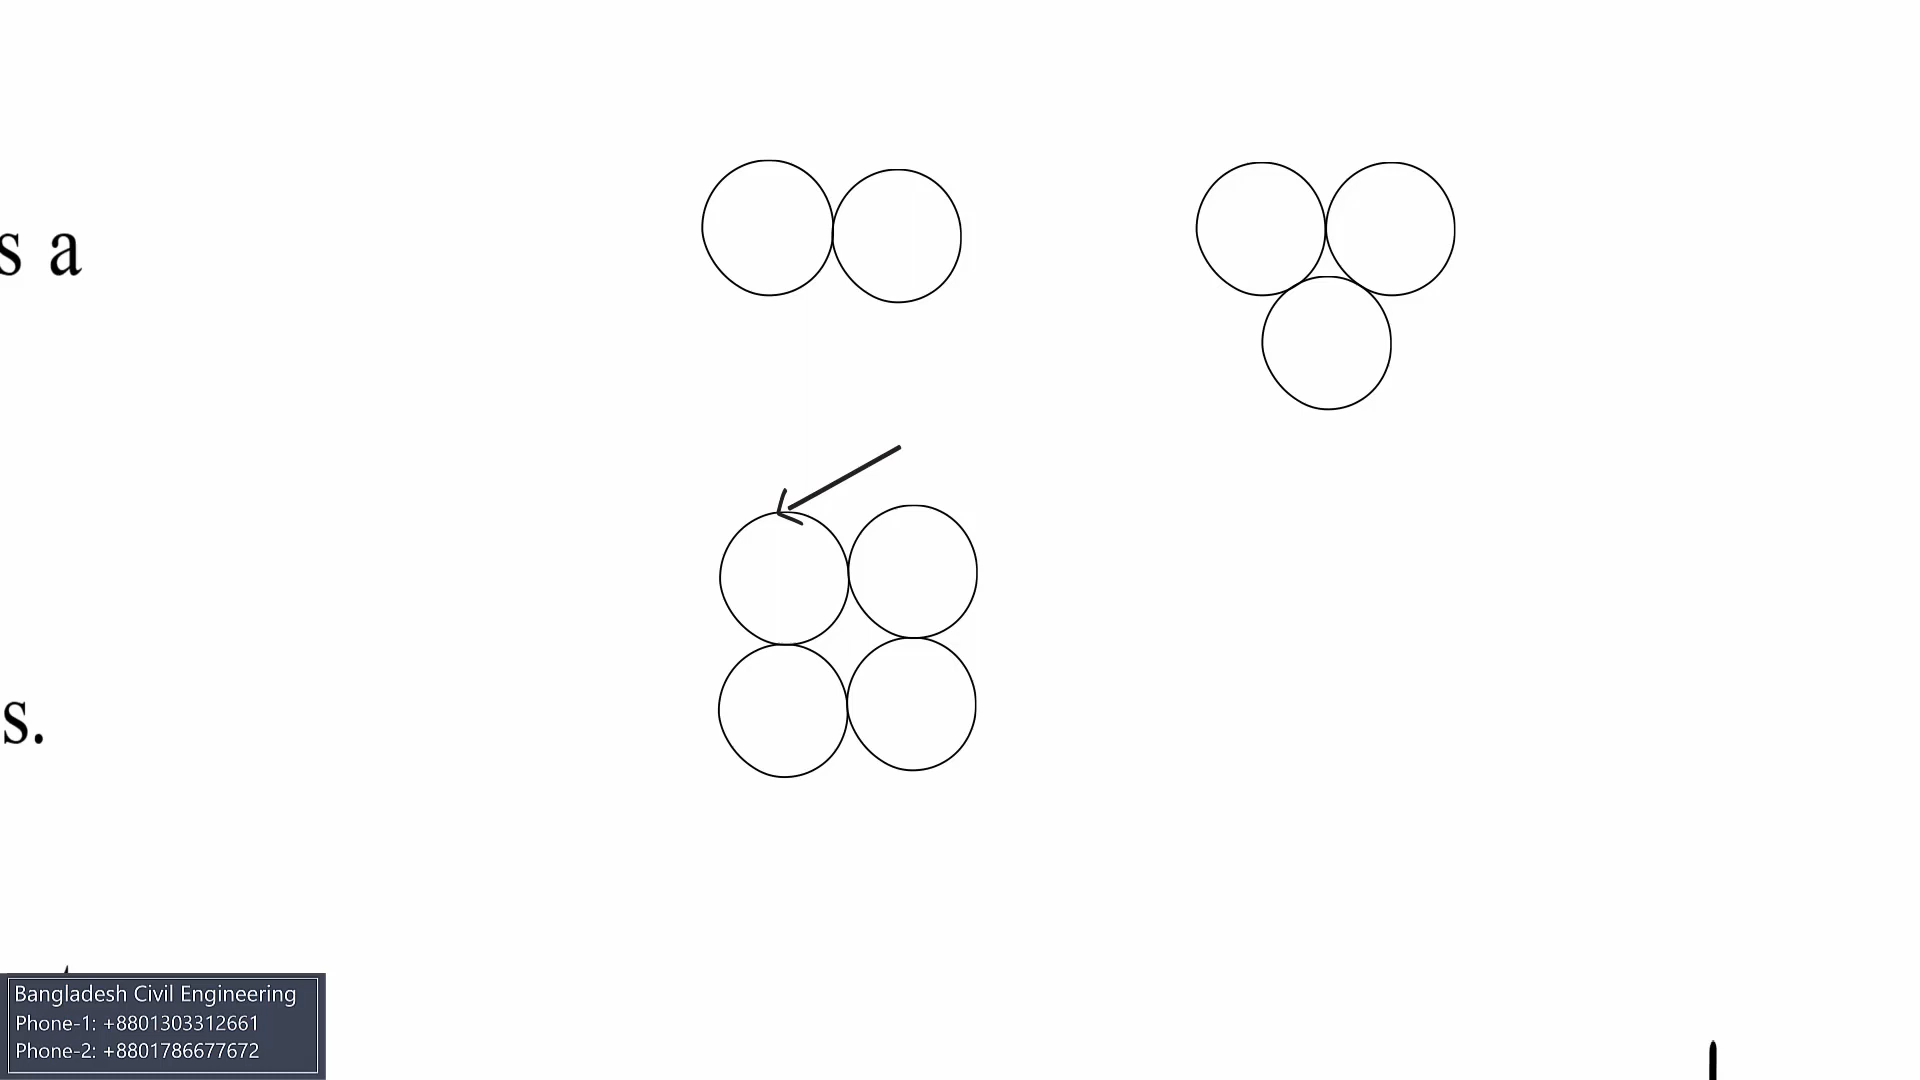 s a
s.
Bangladesh Civil Engineering
Phone-1: +8801303312661
Phone-2: +8801786677672